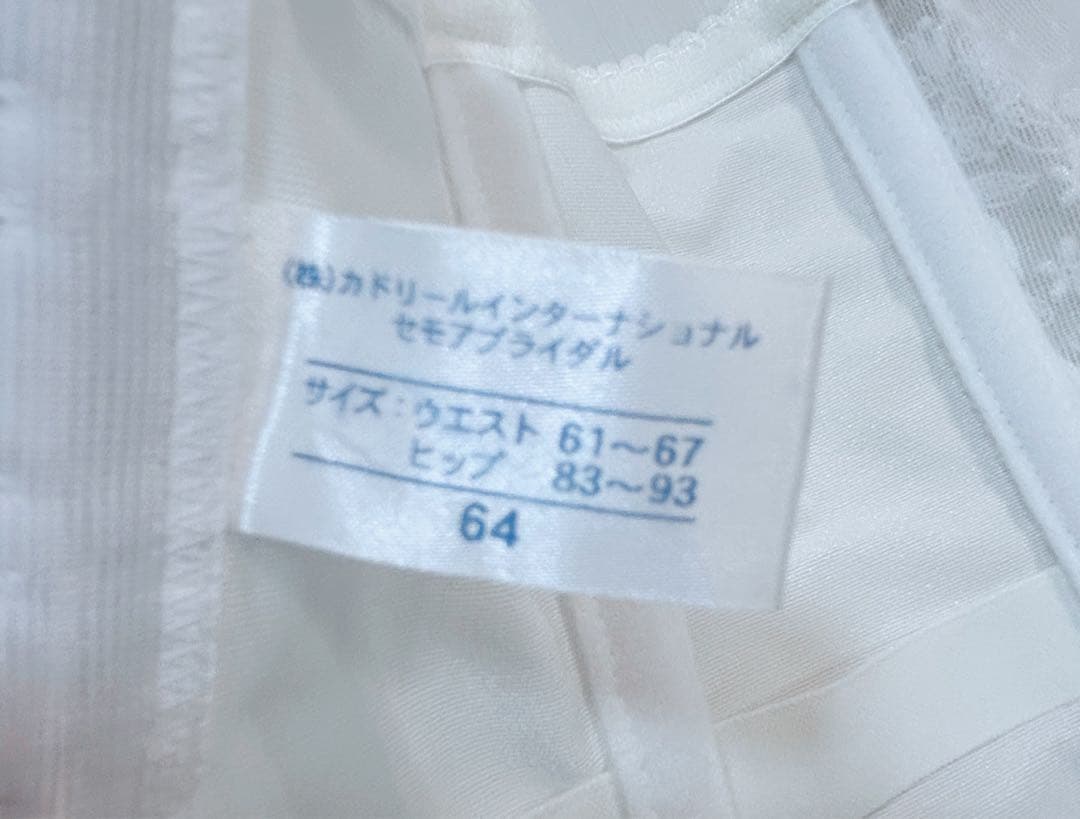 (株)カドリールインターナショナル
セモアブライダル
サイズ:ウエスト 61〜67
ヒップ 83〜93
64